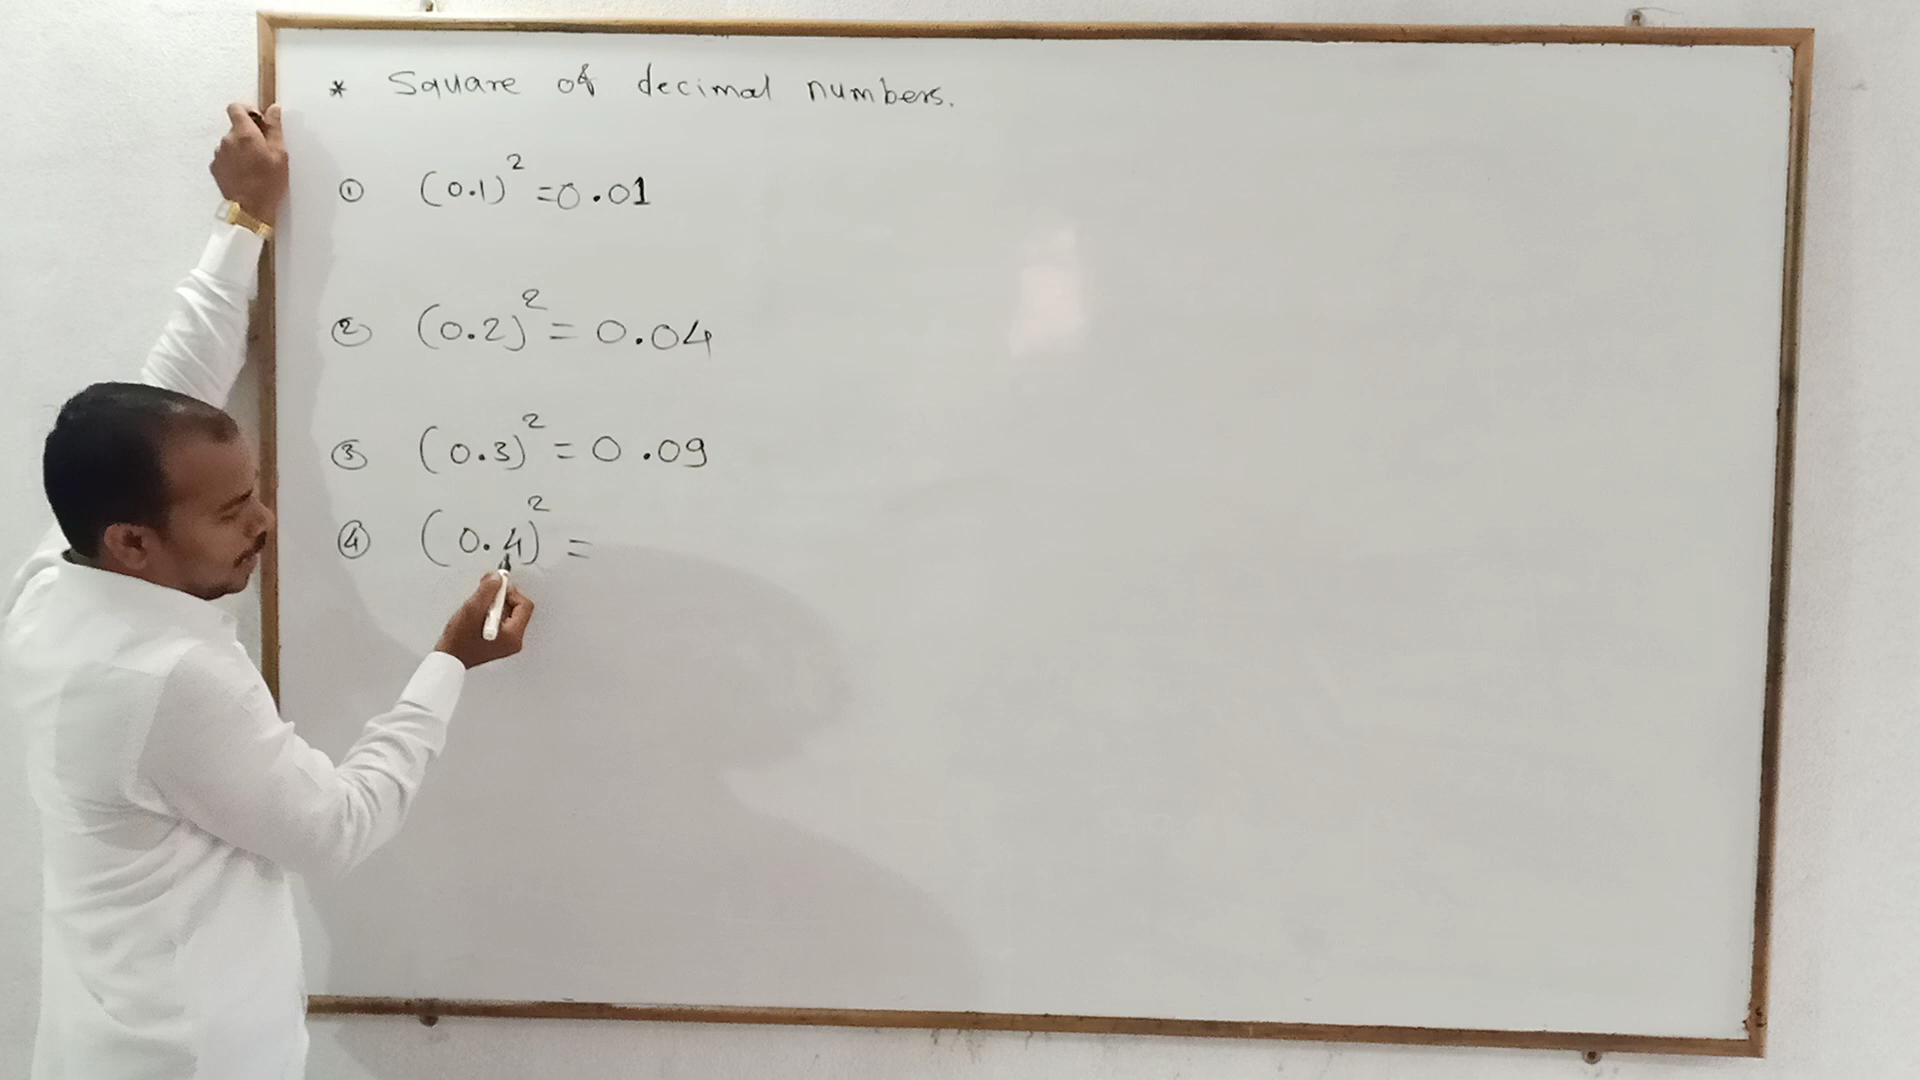 * Square of decimal numbers.
① (0.1)² = 0.01
② (0.2)² = 0.04
③ (0.3)² = 0.09
④ (0.4)² =